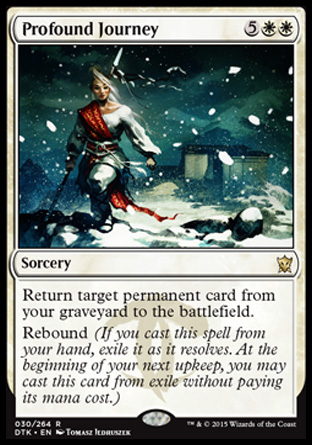 Profound Journey 5
Sorcery
Return target permanent card from
your graveyard to the battlefield.
Rebound (If you cast this spell from
your hand, exile it as it resolves. At the
beginning of your next upkeep, you may
cast this card from exile without paying
its mana cost.)
030/264 R
DTK • EN Tomasz Jedruszek ™ & © 2015 Wizards of the Coast